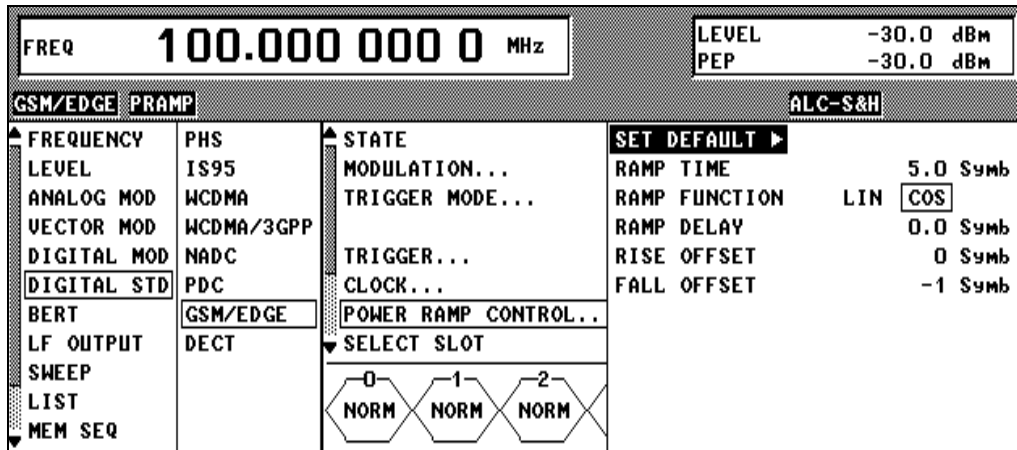 FREQ 100.000 000 0 MHz
LEVEL -30.0 dBm
PEP -30.0 dBm
GSM/EDGE PRAMP
ALC-S&H
FREQUENCY
LEVEL
ANALOG MOD
VECTOR MOD
DIGITAL MOD
DIGITAL STD
BERT
LF OUTPUT
SWEEP
LIST
MEM SEQ
PHS
IS95
WCDMA
WCDMA/3GPP
NADC
PDC
GSM/EDGE
DECT
STATE
MODULATION...
TRIGGER MODE...
TRIGGER...
CLOCK...
POWER RAMP CONTROL..
SELECT SLOT
0 1 2
NORM NORM NORM
SET DEFAULT ►
RAMP TIME 5.0 Symb
RAMP FUNCTION LIN COS
RAMP DELAY 0.0 Symb
RISE OFFSET 0 Symb
FALL OFFSET -1 Symb